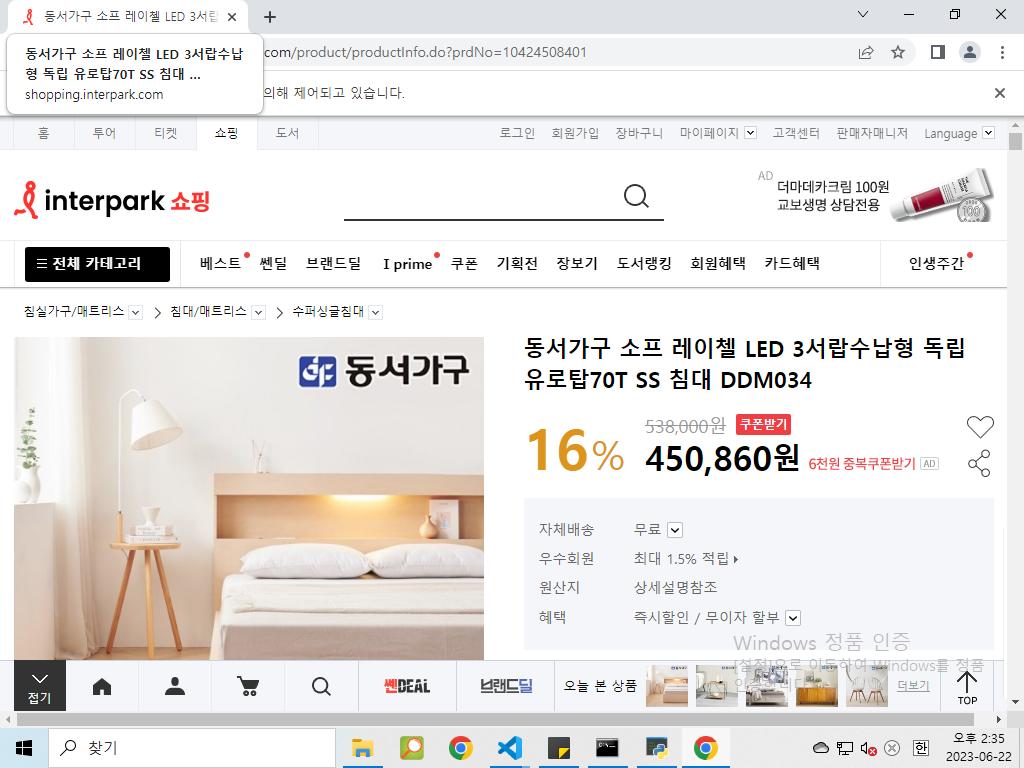 동서가구 소프 레이첼 LED 3서랍
동서가구 소프 레이첼 LED 3서랍수납
형 독립 유로탑70T SS 침대 ...
shopping.interpark.com
com/product/productInfo.do?prdNo=10424508401
의해 제어되고 있습니다.
홈 투어 티켓 쇼핑 도서
로그인 회원가입 장바구니 마이페이지 고객센터 판매자매니저 Language
interpark 쇼핑
AD
더마데카크림 100원
교보생명 상담전용
100
전체 카테고리
베스트 쎈딜 브랜드딜 I prime 쿠폰 기획전 장보기 도서랭킹 회원혜택 카드혜택 인생주간
침실가구/매트리스 침대/매트리스 수퍼싱글침대
동서가구
동서가구 소프 레이첼 LED 3서랍수납형 독립
유로탑70T SS 침대 DDM034
16%
538,000원 쿠폰받기
450,860원 6천원 중복쿠폰받기 AD
자체배송 무료
우수회원 최대 1.5% 적립
원산지 상세설명참조
혜택 즉시할인 / 무이자 할부
Windows 정품 인증
[설정]으로 이동하여 Windows를 정품
접기
쎈DEAL
브랜드딜
오늘 본 상품
더보기
TOP
찾기
한
오후 2:35
2023-06-22